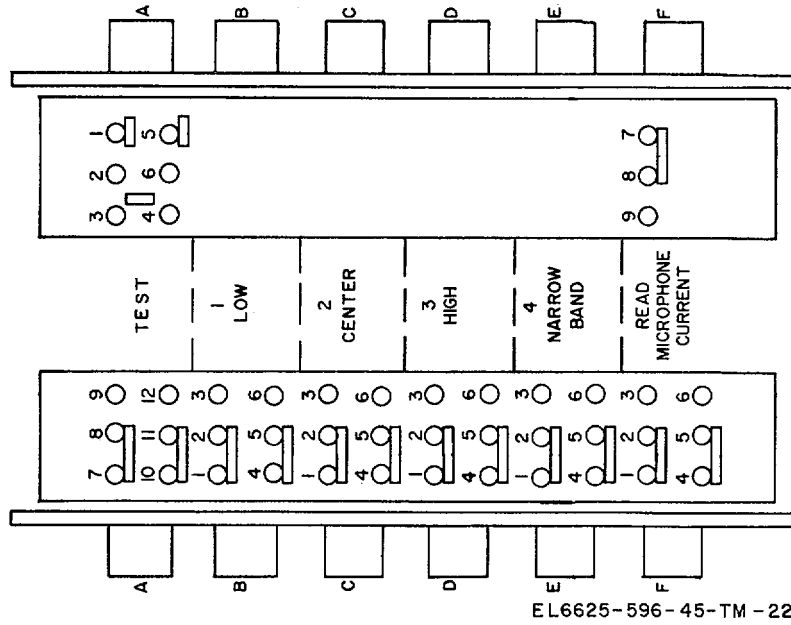 A B C D E F
1 5
2 6 7
3 4 8
9
TEST
1
LOW
2
CENTER
3
HIGH
4
NARROW
BAND
READ
MICROPHONE
CURRENT
9 12 3 6 3 6 3 6 3 6 3 6
8 11 2 5 2 5 2 5 2 5 2 5
7 10 1 4 1 4 1 4 1 4 1 4
A B C D E F
EL6625-596-45-TM-22